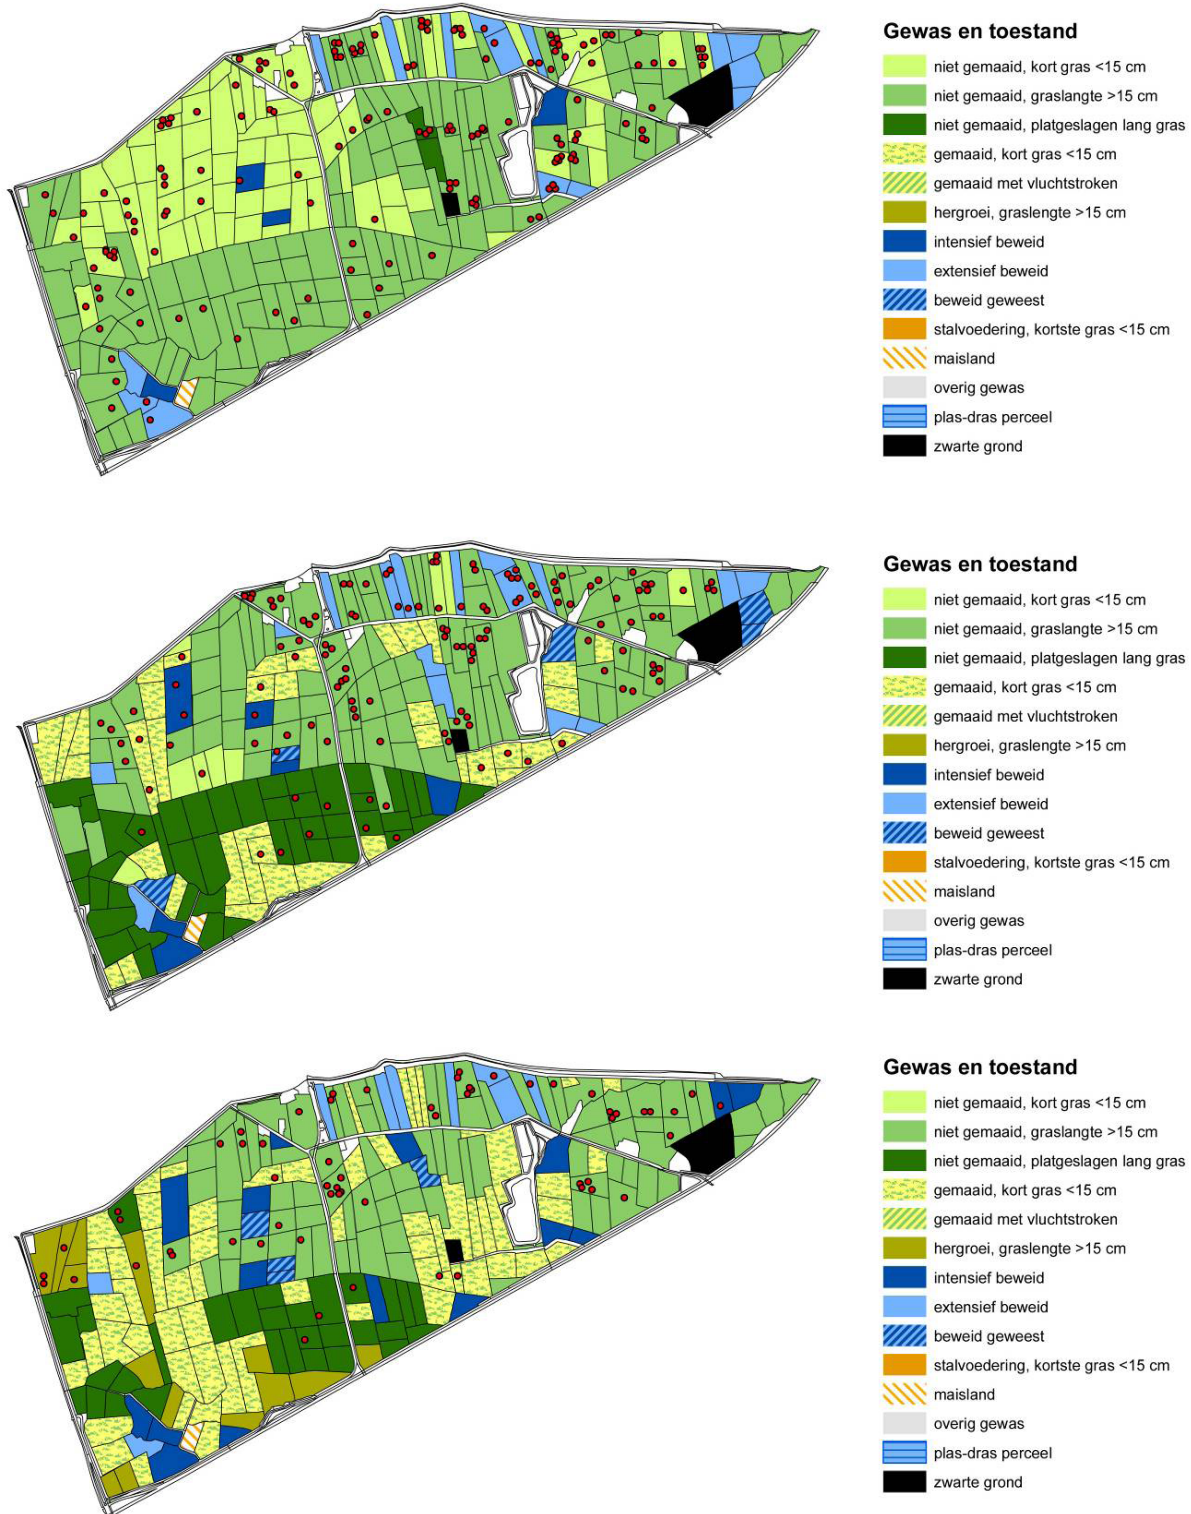 Gewas en toestand
niet gemaaid, kort gras <15 cm
niet gemaaid, graslangte >15 cm
niet gemaaid, platgeslagen lang gras
gemaaid, kort gras <15 cm
gemaaid met vluchtstroken
hergroei, graslengte >15 cm
intensief beweid
extensief beweid
beweid geweest
stalvoedering, kortste gras <15 cm
maisland
overig gewas
plas-dras perceel
zwarte grond
Gewas en toestand
niet gemaaid, kort gras <15 cm
niet gemaaid, graslangte >15 cm
niet gemaaid, platgeslagen lang gras
gemaaid, kort gras <15 cm
gemaaid met vluchtstroken
hergroei, graslengte >15 cm
intensief beweid
extensief beweid
beweid geweest
stalvoedering, kortste gras <15 cm
maisland
overig gewas
plas-dras perceel
zwarte grond
Gewas en toestand
niet gemaaid, kort gras <15 cm
niet gemaaid, graslangte >15 cm
niet gemaaid, platgeslagen lang gras
gemaaid, kort gras <15 cm
gemaaid met vluchtstroken
hergroei, graslengte >15 cm
intensief beweid
extensief beweid
beweid geweest
stalvoedering, kortste gras <15 cm
maisland
overig gewas
plas-dras perceel
zwarte grond